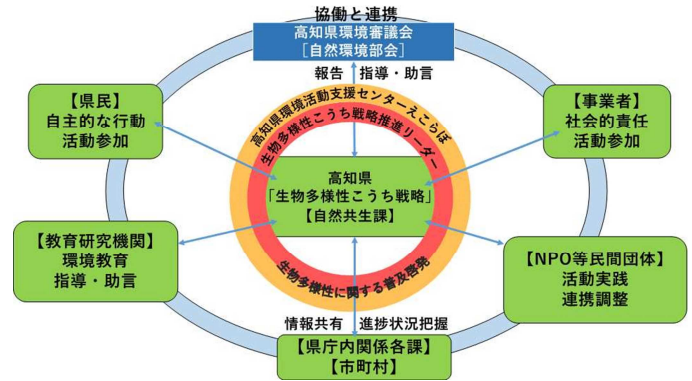 協働と連携
高知県環境審議会
［自然環境部会］
報告　指導・助言
高知県環境活動支援センターえこらぼ
生物多様性こうち戦略推進リーダー
【県民】
自主的な行動
活動参加
【事業者】
社会的責任
活動参加
高知県
「生物多様性こうち戦略」
【自然共生課】
【教育研究機関】
環境教育
指導・助言
【NPO等民間団体】
活動実践
連携調整
生物多様性に関する普及啓発
情報共有　進捗状況把握
【県庁内関係各課】
【市町村】